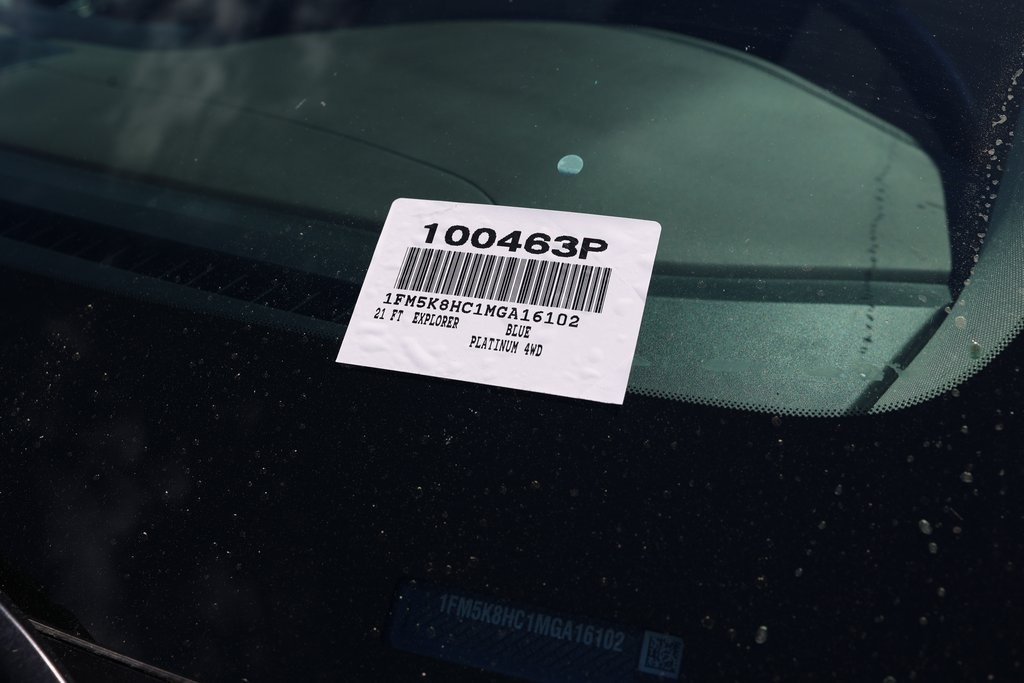 100463P
1FM5K8HC1MGA16102
21 FT EXPLORER BLUE
PLATINUM 4WD
1FM5K8HC1MGA16102